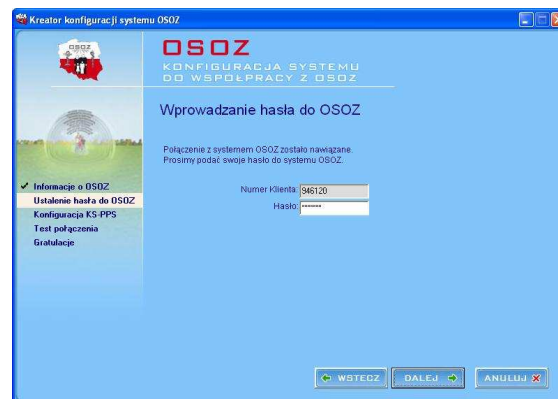 Kreator konfiguracji systemu OSOZ
OSOZ
OSOZ
KONFIGURACJA SYSTEMU
DO WSPÓŁPRACY Z OSOZ
Wprowadzanie hasła do OSOZ
Połączenie z systemem OSOZ zostało nawiązane.
Prosimy podać swoje hasło do systemu OSOZ.
Informacje o OSOZ
Ustalenie hasła do OSOZ
Konfiguracja KS-PPS
Test połączenia
Gratulacje
Numer Klienta: 946120
Hasło: ••••••
WSTECZ DALEJ ANULUJ